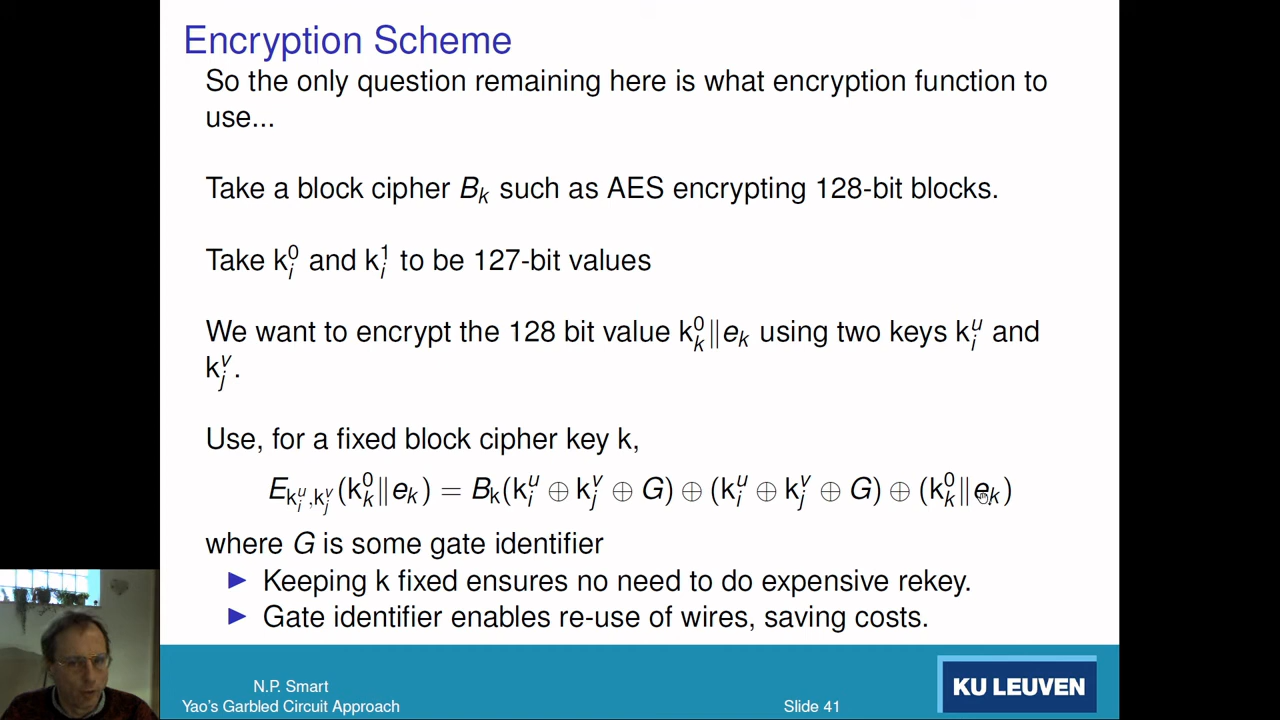 Encryption Scheme
So the only question remaining here is what encryption function to
use...
Take a block cipher B_k such as AES encrypting 128-bit blocks.
Take k_i^0 and k_i^1 to be 127-bit values
We want to encrypt the 128 bit value k_k^0‖e_k using two keys k_i^u and
k_j^v.
Use, for a fixed block cipher key k,
E_{k_i^u,k_j^v}(k_k^0‖e_k) = B_k(k_i^u ⊕ k_j^v ⊕ G) ⊕ (k_i^u ⊕ k_j^v ⊕ G) ⊕ (k_k^0‖e_k)
where G is some gate identifier
▶ Keeping k fixed ensures no need to do expensive rekey.
▶ Gate identifier enables re-use of wires, saving costs.
N.P. Smart
Yao's Garbled Circuit Approach
Slide 41
KU LEUVEN